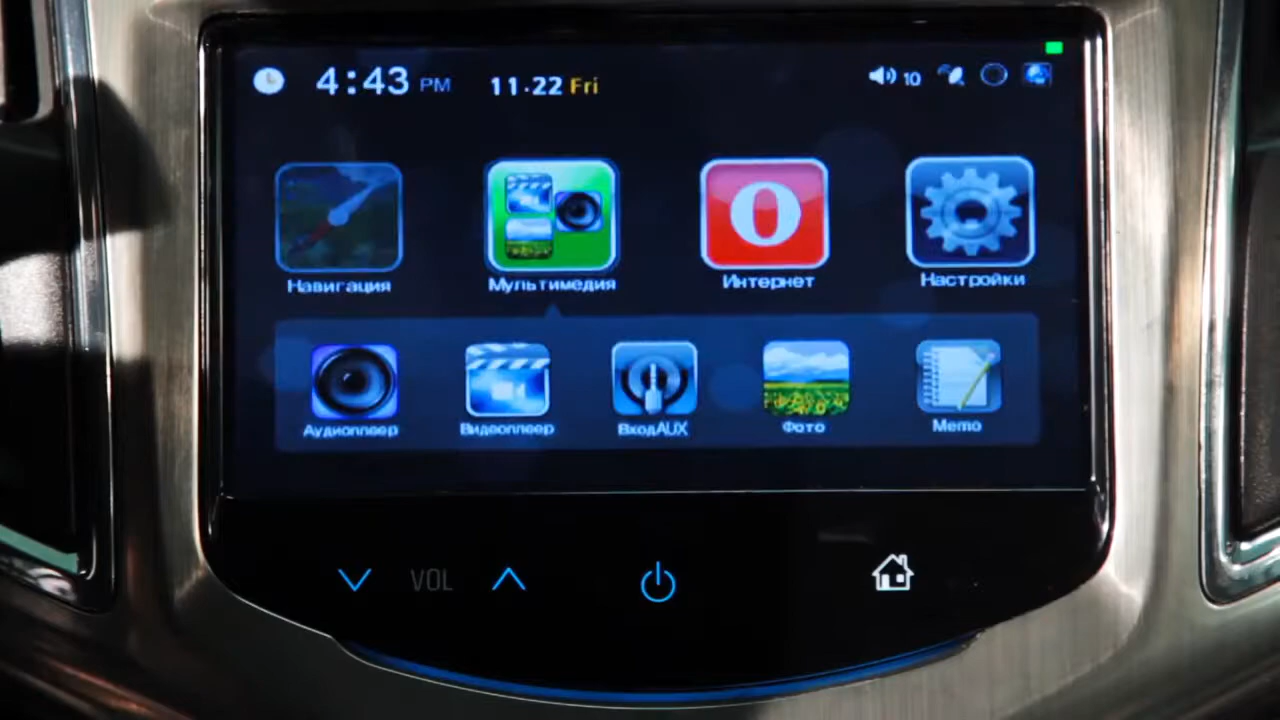 4:43 PM 11.22 Fri 10
Навигация Мультимедия Интернет Настройки
Аудиоплеер Видеоплеер ВходAUX Фото Memo
VOL